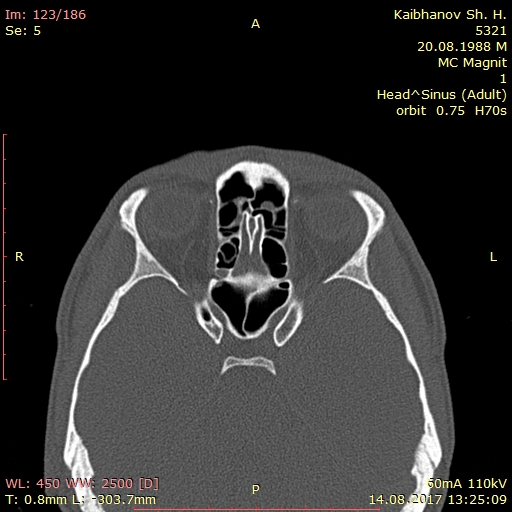 Im: 123/186
Se: 5
A
Kaibhanov Sh. H.
5321
20.08.1988 M
MC Magnit
1
Head^Sinus (Adult)
orbit 0.75 H70s
R
L
WL: 450 WW: 2500 [D]
T: 0.8mm L: -303.7mm
P
60mA 110kV
14.08.2017 13:25:09